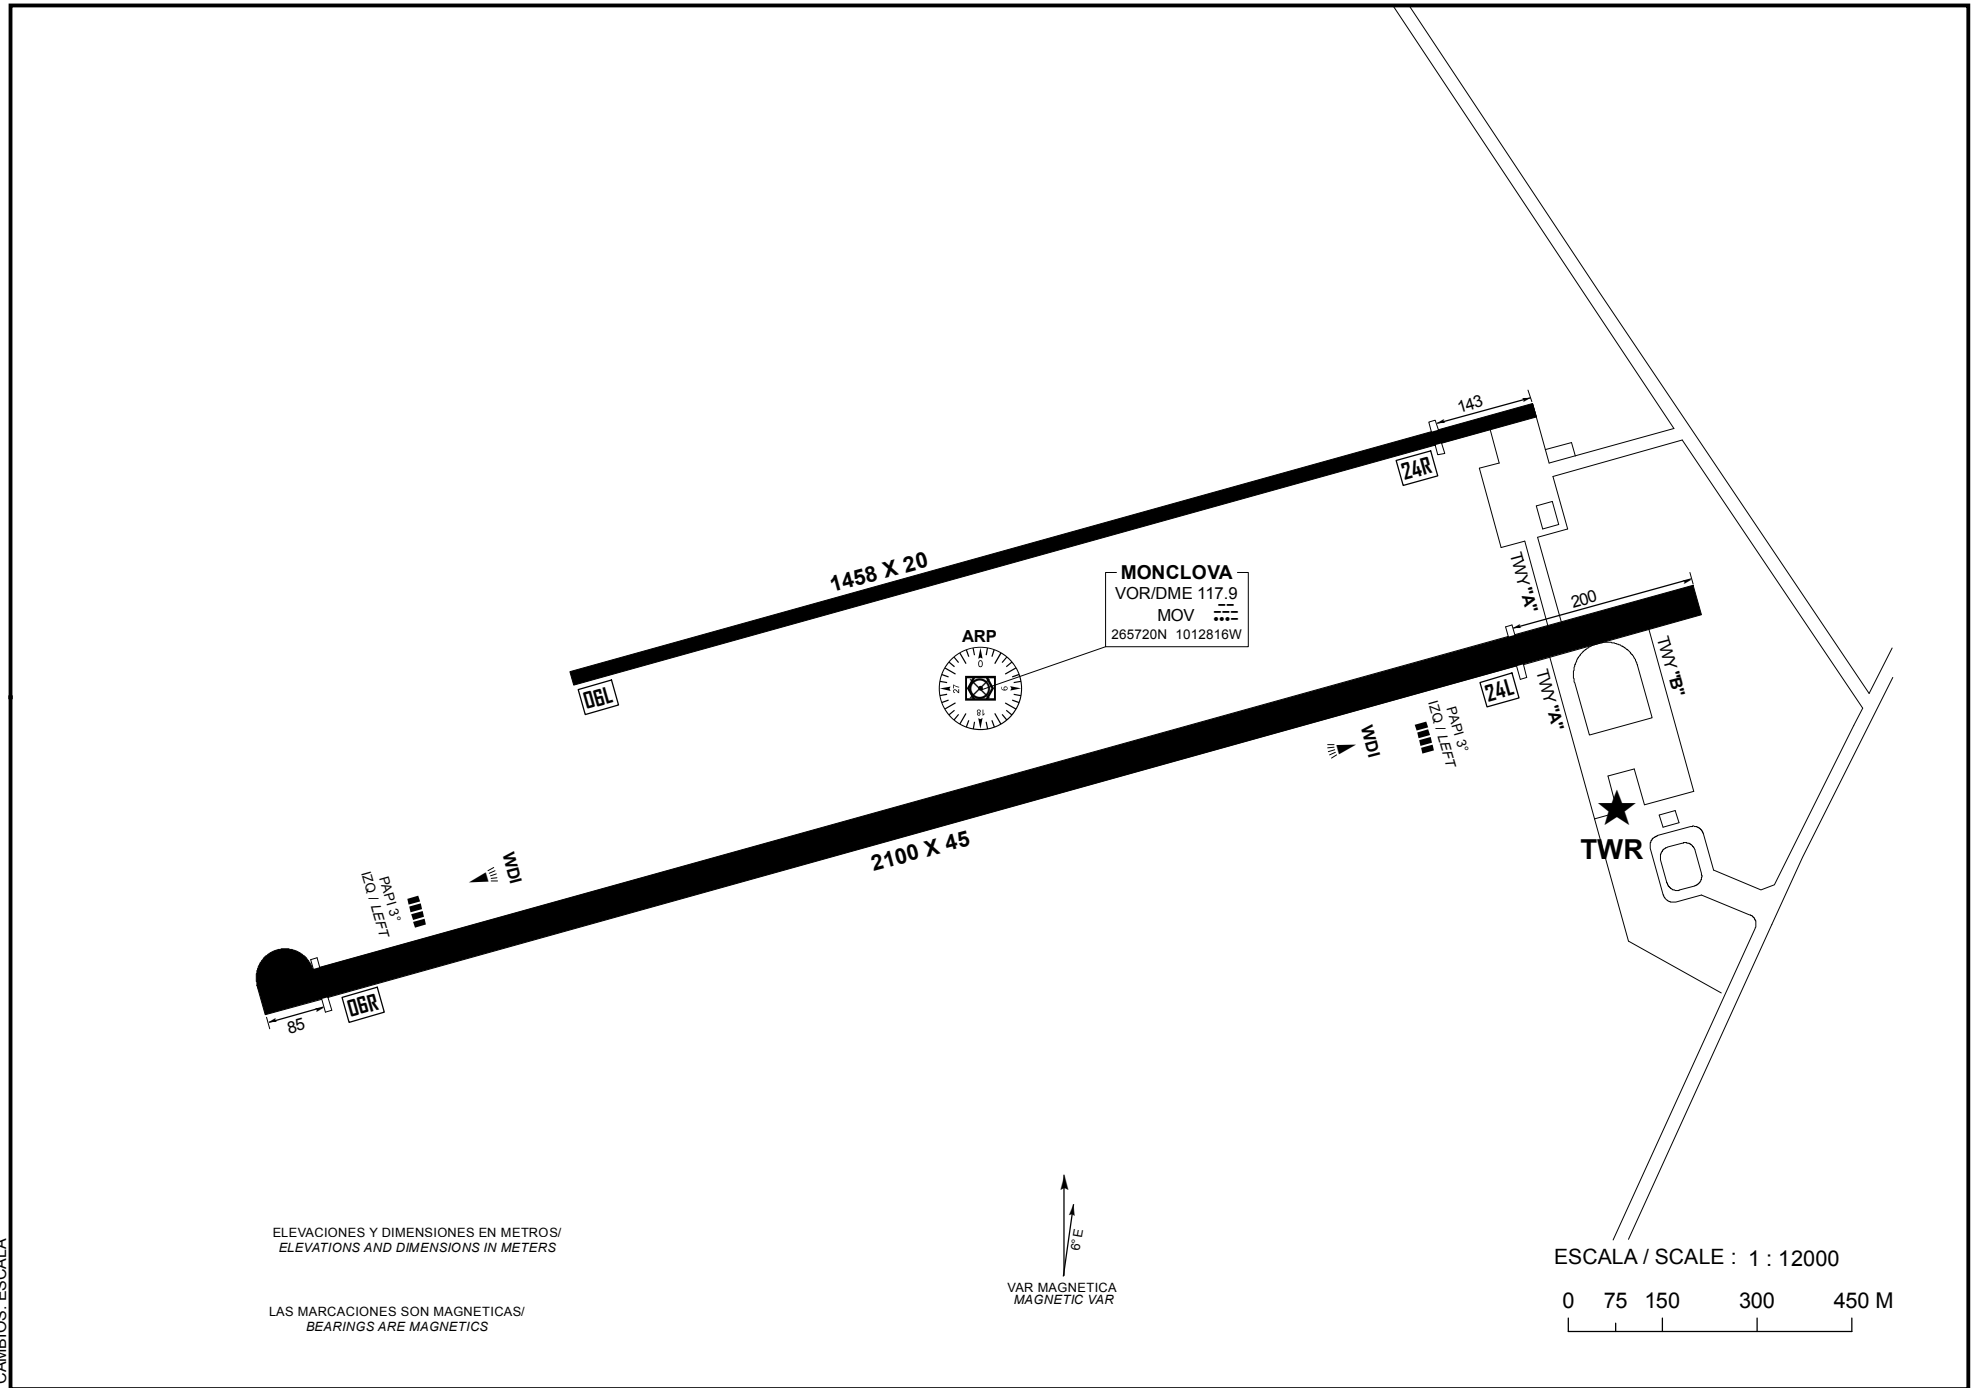 143
24R
1458 X 20
MONCLOVA
VOR/DME 117.9
MOV
265720N 1012816W
TWY "A"
200
ARP
0
9
18
27
06L
24L
TWY "A"
TWY "B"
PAPI 3°
IZQ / LEFT
WDI
TWR
2100 X 45
WDI
PAPI 3°
IZQ / LEFT
06R
85
ELEVACIONES Y DIMENSIONES EN METROS/
ELEVATIONS AND DIMENSIONS IN METERS
LAS MARCACIONES SON MAGNETICAS/
BEARINGS ARE MAGNETICS
6° E
VAR MAGNETICA
MAGNETIC VAR
ESCALA / SCALE : 1 : 12000
0 75 150 300 450 M
CAMBIOS: ESCALA